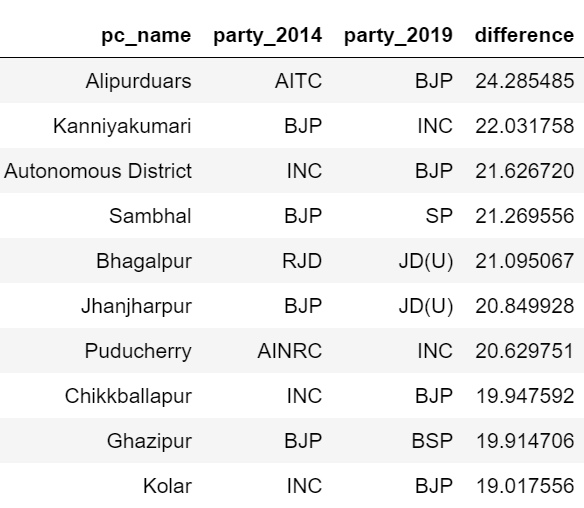 pc_name party_2014 party_2019 difference
Alipurduars AITC BJP 24.285485
Kanniyakumari BJP INC 22.031758
Autonomous District INC BJP 21.626720
Sambhal BJP SP 21.269556
Bhagalpur RJD JD(U) 21.095067
Jhanjharpur BJP JD(U) 20.849928
Puducherry AINRC INC 20.629751
Chikkballapur INC BJP 19.947592
Ghazipur BJP BSP 19.914706
Kolar INC BJP 19.017556